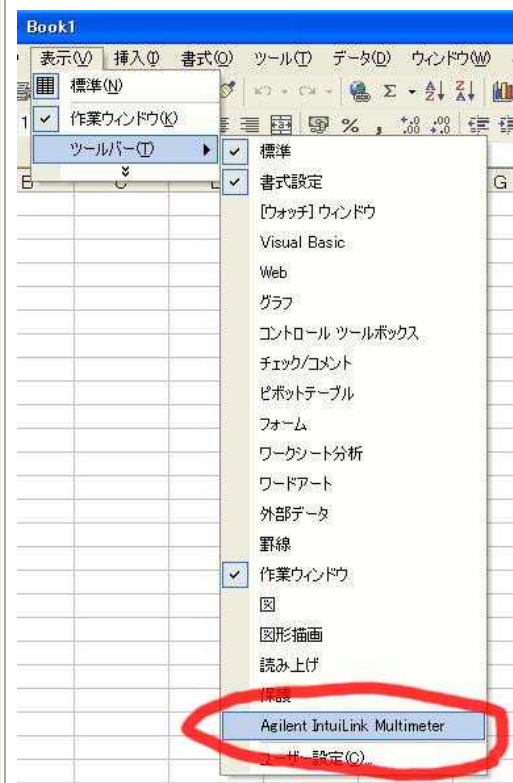 Book1
表示(V) 挿入(I) 書式(O) ツール(T) データ(D) ウィンドウ(W)
標準(N)
作業ウィンドウ(K)
ツールバー(T)
標準
書式設定
[ウォッチ] ウィンドウ
Visual Basic
Web
グラフ
コントロール ツールボックス
チェック/コメント
ピボットテーブル
フォーム
ワークシート分析
ワードアート
外部データ
罫線
作業ウィンドウ
図
図形描画
読み上げ
保護
Agilent IntuiLink Multimeter
ユーザー設定(C)...
B C G